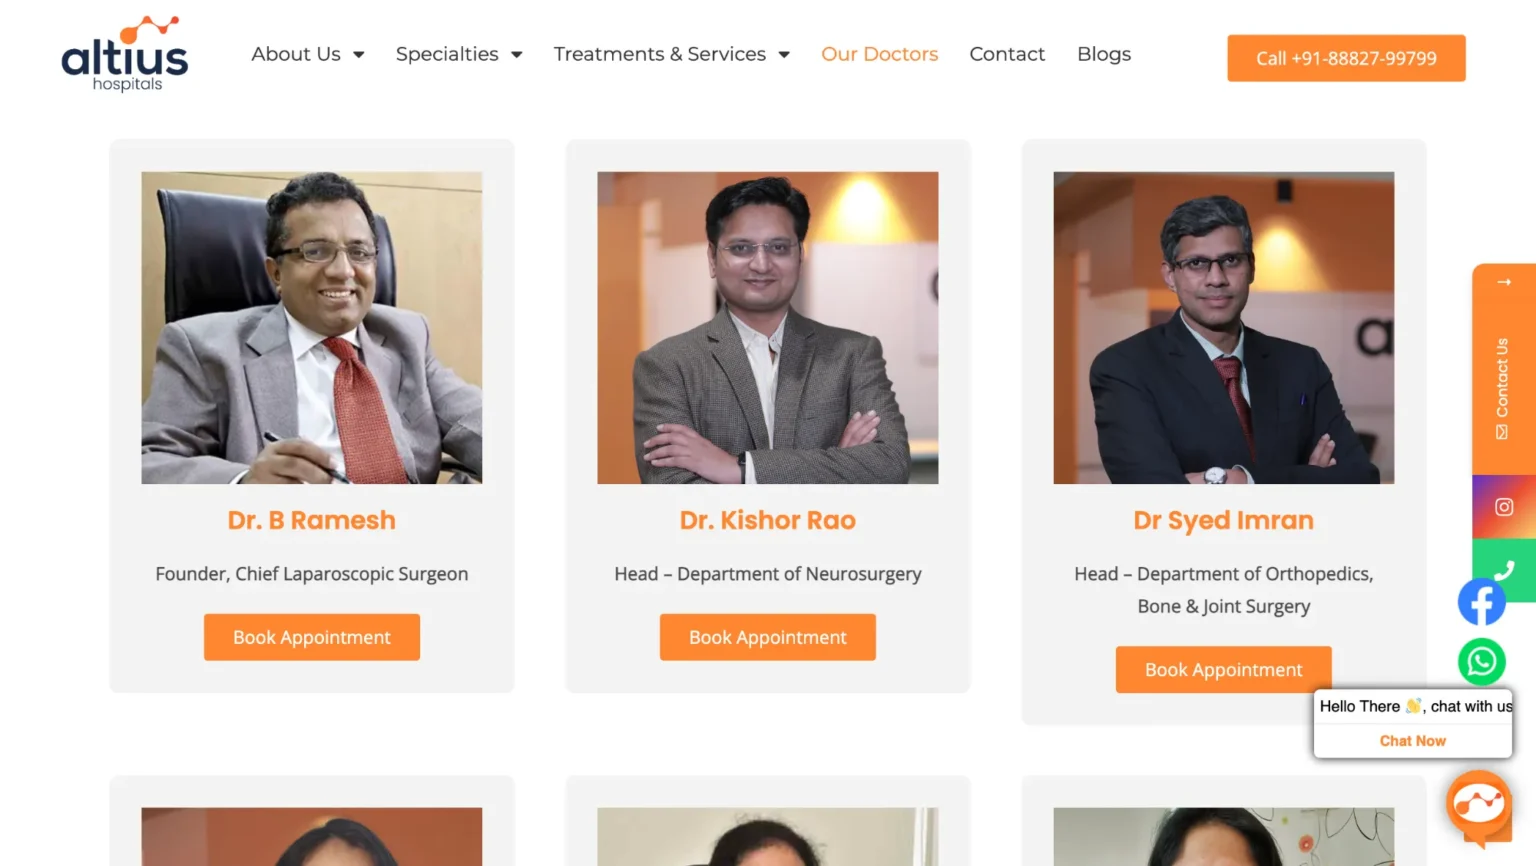 altius
hospitals
About Us
Specialties
Treatments & Services
Our Doctors
Contact
Blogs
Call +91-88827-99799
Dr. B Ramesh
Founder, Chief Laparoscopic Surgeon
Book Appointment
Dr. Kishor Rao
Head – Department of Neurosurgery
Book Appointment
a
Dr Syed Imran
Head – Department of Orthopedics,
Bone & Joint Surgery
Book Appointment
→
Contact Us
Hello There 👋, chat with us
Chat Now